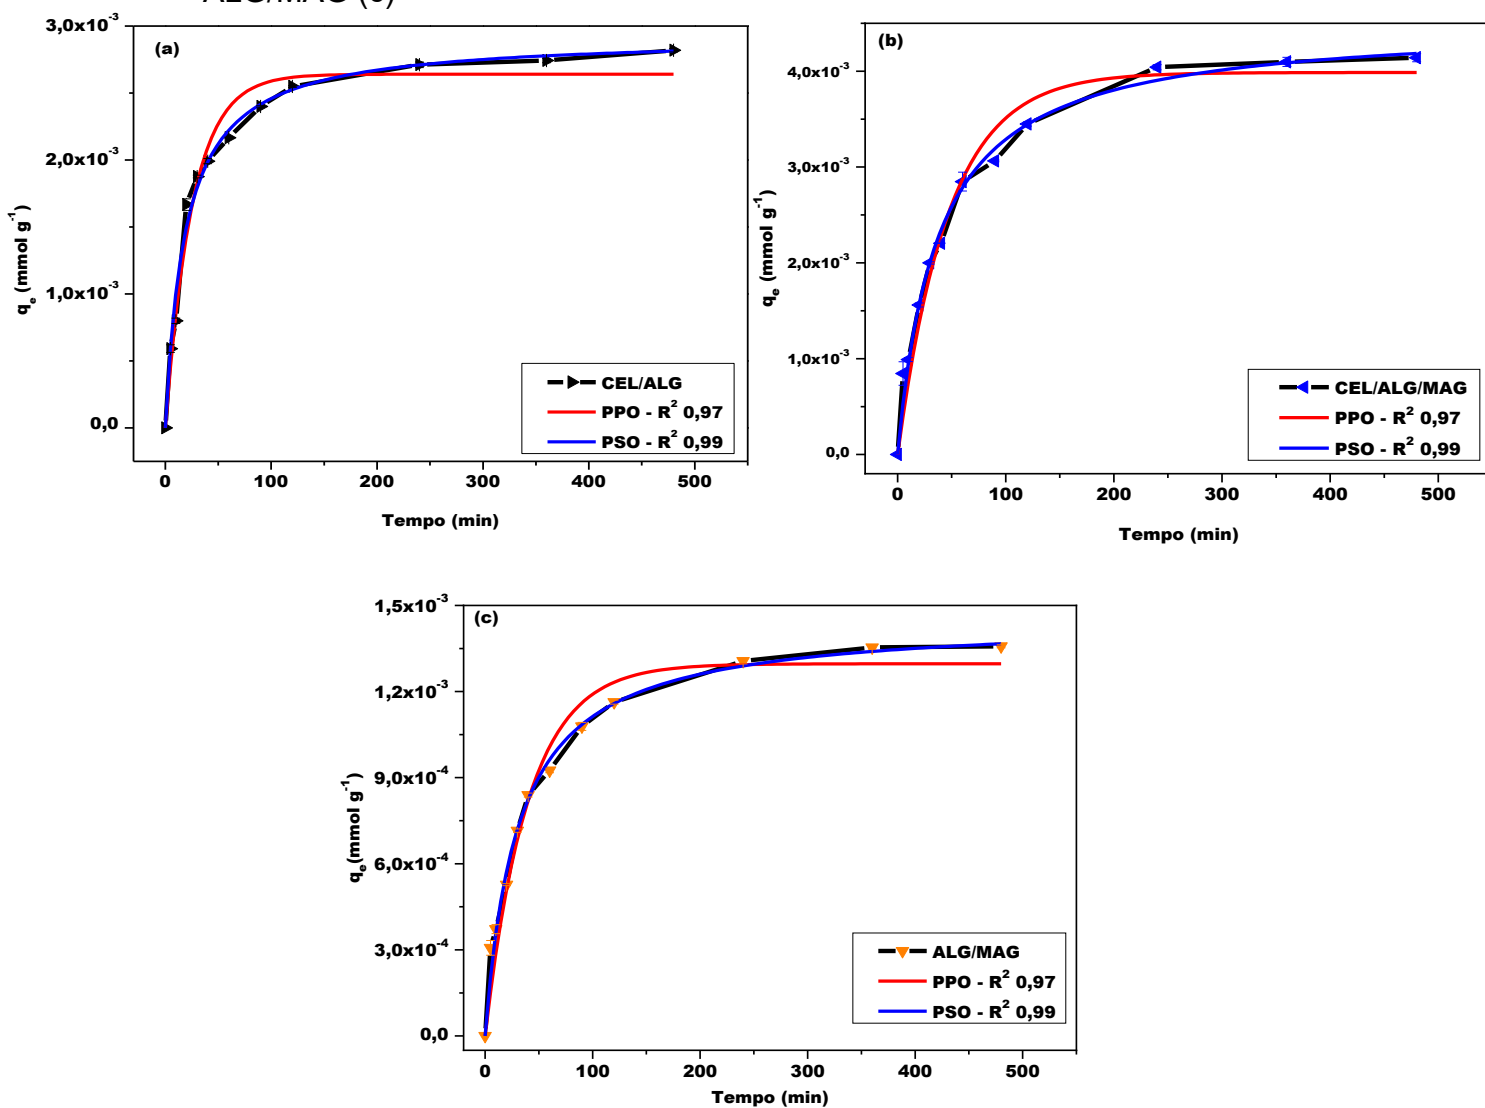 ALG/MAG (c)
(a)
3,0x10⁻³
2,0x10⁻³
1,0x10⁻³
0,0
qₑ (mmol g⁻¹)
CEL/ALG
PPO - R² 0,97
PSO - R² 0,99
0 100 200 300 400 500
Tempo (min)
(b)
4,0x10⁻³
3,0x10⁻³
2,0x10⁻³
1,0x10⁻³
0,0
qₑ (mmol g⁻¹)
CEL/ALG/MAG
PPO - R² 0,97
PSO - R² 0,99
0 100 200 300 400 500
Tempo (min)
(c)
1,5x10⁻³
1,2x10⁻³
9,0x10⁻⁴
6,0x10⁻⁴
3,0x10⁻⁴
0,0
qₑ(mmol g⁻¹)
ALG/MAG
PPO - R² 0,97
PSO - R² 0,99
0 100 200 300 400 500
Tempo (min)